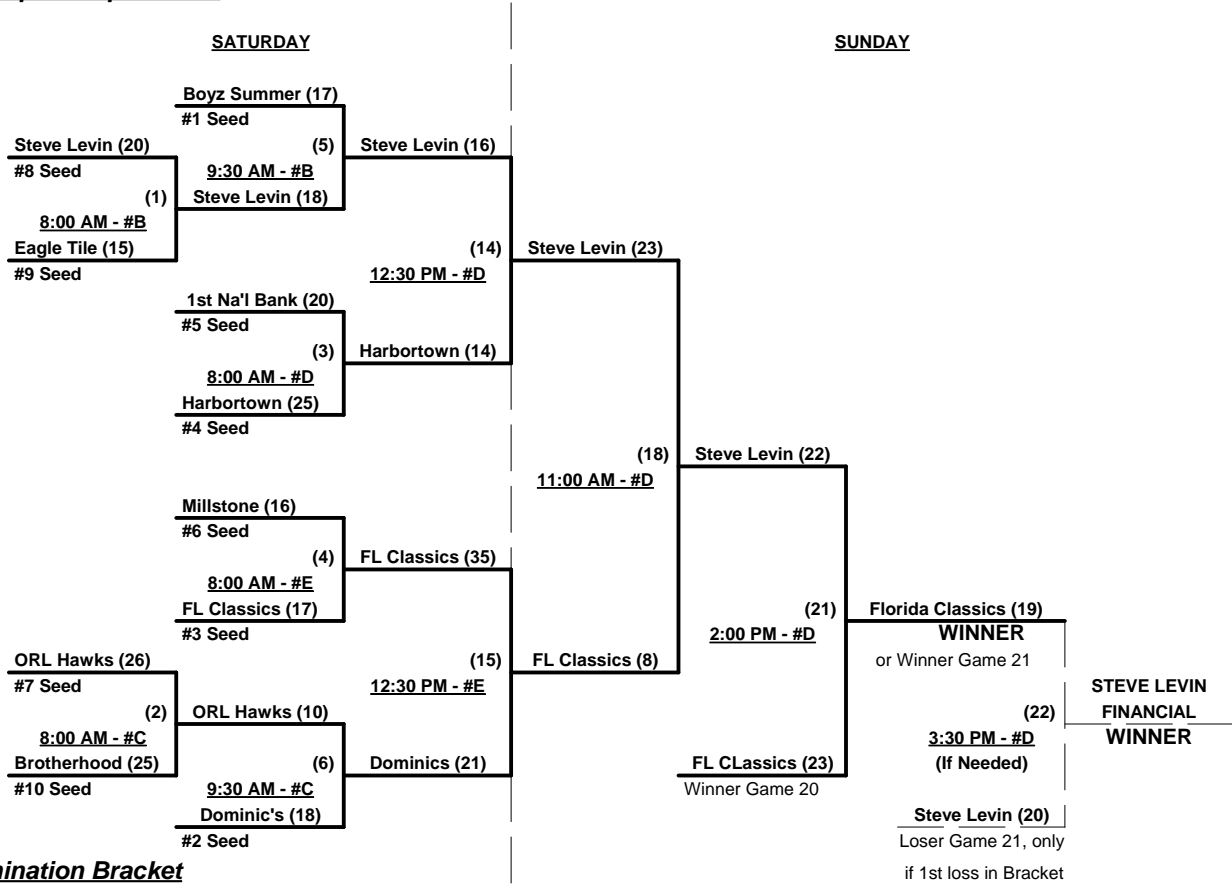 SATURDAY
SUNDAY
Boyz Summer (17)
#1 Seed
Steve Levin (20)
#8 Seed
(5)
9:30 AM - #B
Steve Levin (16)
(1)
8:00 AM - #B
Steve Levin (18)
Eagle Tile (15)
#9 Seed
(14)
12:30 PM - #D
Steve Levin (23)
1st Na'l Bank (20)
#5 Seed
(3)
8:00 AM - #D
Harbortown (14)
Harbortown (25)
#4 Seed
(18)
11:00 AM - #D
Steve Levin (22)
Millstone (16)
#6 Seed
(4)
8:00 AM - #E
FL Classics (35)
FL Classics (17)
#3 Seed
(21)
2:00 PM - #D
Florida Classics (19)
WINNER
or Winner Game 21
ORL Hawks (26)
#7 Seed
(15)
12:30 PM - #E
FL Classics (8)
(2)
8:00 AM - #C
ORL Hawks (10)
Brotherhood (25)
#10 Seed
(6)
9:30 AM - #C
Dominics (21)
Dominic's (18)
#2 Seed
FL CLassics (23)
Winner Game 20
(22)
3:30 PM - #D
(If Needed)
STEVE LEVIN
FINANCIAL
WINNER
Steve Levin (20)
Loser Game 21, only
if 1st loss in Bracket
ination Bracket